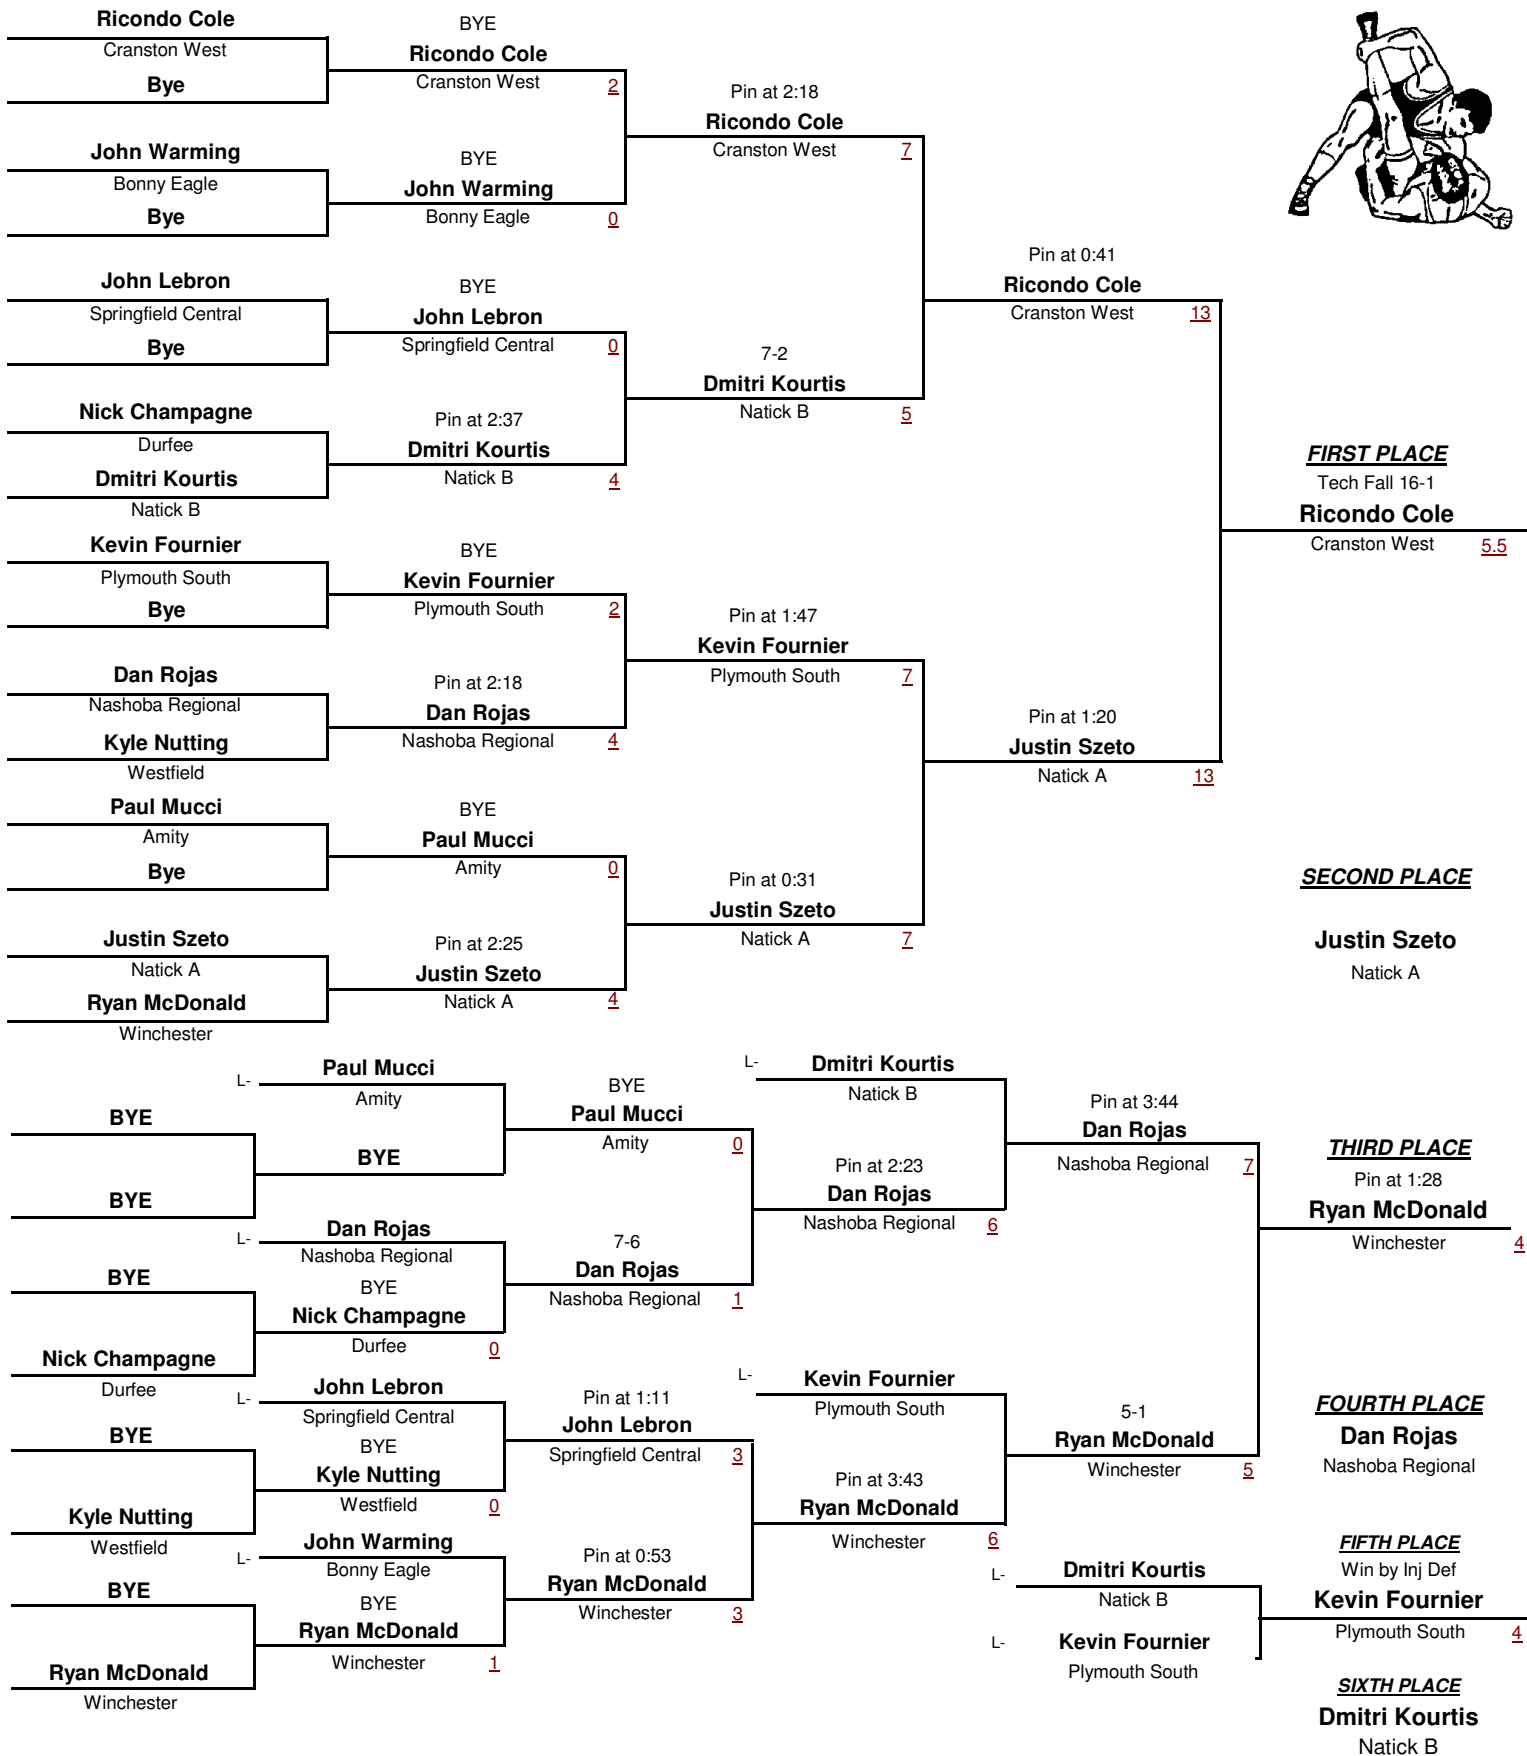 Ricondo Cole
Cranston West
Bye
John Warming
Bonny Eagle
Bye
John Lebron
Springfield Central
Bye
Nick Champagne
Durfee
Dmitri Kourtis
Natick B
Kevin Fournier
Plymouth South
Bye
Dan Rojas
Nashoba Regional
Kyle Nutting
Westfield
Paul Mucci
Amity
Bye
Justin Szeto
Natick A
Ryan McDonald
Winchester
BYE
Ricondo Cole
Cranston West 2
BYE
John Warming
Bonny Eagle 0
BYE
John Lebron
Springfield Central 0
Pin at 2:37
Dmitri Kourtis
Natick B 4
BYE
Kevin Fournier
Plymouth South 2
Pin at 2:18
Dan Rojas
Nashoba Regional 4
BYE
Paul Mucci
Amity 0
Pin at 2:25
Justin Szeto
Natick A 4
Pin at 2:18
Ricondo Cole
Cranston West 7
7-2
Dmitri Kourtis
Natick B 5
Pin at 1:47
Kevin Fournier
Plymouth South 7
Pin at 0:31
Justin Szeto
Natick A 7
Pin at 0:41
Ricondo Cole
Cranston West 13
Pin at 1:20
Justin Szeto
Natick A 13
FIRST PLACE
Tech Fall 16-1
Ricondo Cole
Cranston West 5.5
SECOND PLACE
Justin Szeto
Natick A
BYE
BYE
BYE
Nick Champagne
Durfee
BYE
Kyle Nutting
Westfield
BYE
Ryan McDonald
Winchester
L- Paul Mucci
Amity
BYE
L- Dan Rojas
Nashoba Regional
BYE
Nick Champagne
Durfee 0
L- John Lebron
Springfield Central
BYE
Kyle Nutting
Westfield 0
L- John Warming
Bonny Eagle
BYE
Ryan McDonald
Winchester 1
BYE
Paul Mucci
Amity 0
7-6
Dan Rojas
Nashoba Regional 1
Pin at 1:11
John Lebron
Springfield Central 3
Pin at 0:53
Ryan McDonald
Winchester 3
L- Dmitri Kourtis
Natick B
Pin at 2:23
Dan Rojas
Nashoba Regional 6
L- Kevin Fournier
Plymouth South
Pin at 3:43
Ryan McDonald
Winchester 6
Pin at 3:44
Dan Rojas
Nashoba Regional 7
5-1
Ryan McDonald
Winchester 5
L- Dmitri Kourtis
Natick B
L- Kevin Fournier
Plymouth South
THIRD PLACE
Pin at 1:28
Ryan McDonald
Winchester 4
FOURTH PLACE
Dan Rojas
Nashoba Regional
FIFTH PLACE
Win by Inj Def
Kevin Fournier
Plymouth South 4
SIXTH PLACE
Dmitri Kourtis
Natick B